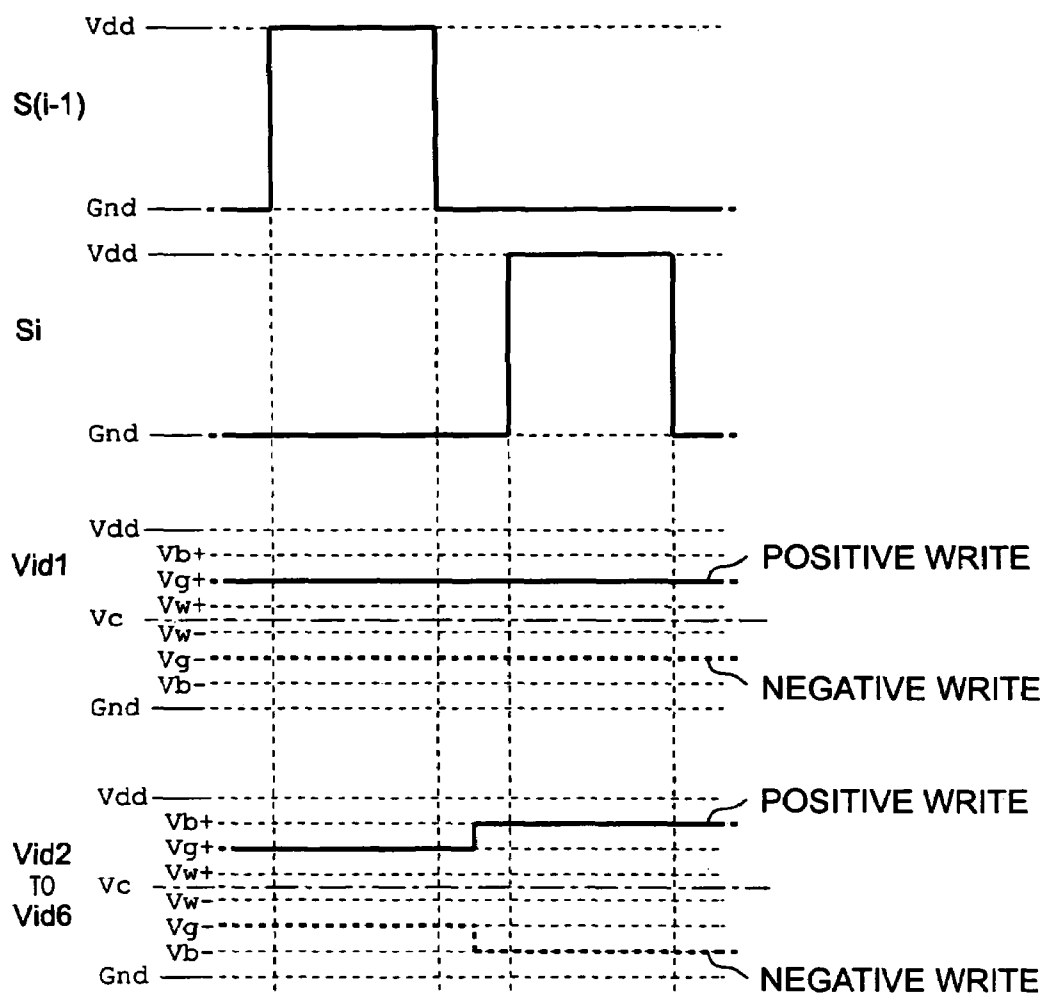 Vdd
S(i-1)
Gnd
Vdd
Si
Gnd
Vdd
Vb+
Vid1
Vg+
POSITIVE WRITE
Vw+
Vc
Vw-
Vg-
Vb-
NEGATIVE WRITE
Gnd
Vdd
POSITIVE WRITE
Vb+
Vg+
Vid2
TO
Vid6
Vw+
Vc
Vw-
Vg-
Vb-
Gnd
NEGATIVE WRITE